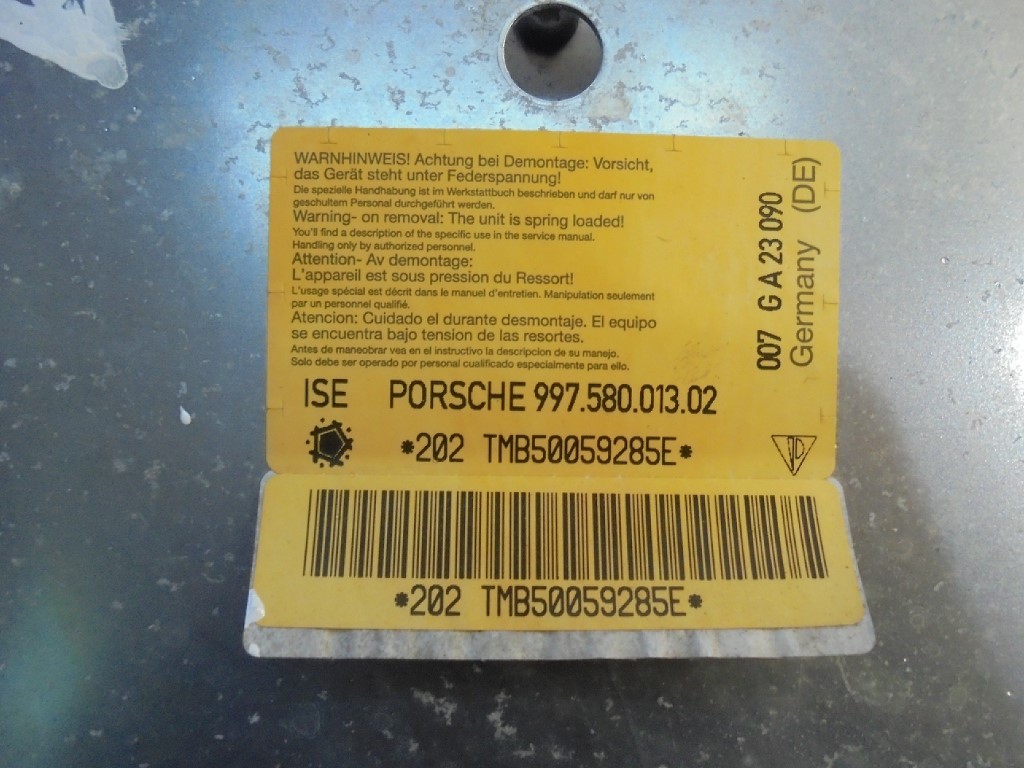 WARNHINWEIS! Achtung bei Demontage: Vorsicht,
das Gerät steht unter Federspannung!
Die spezielle Handhabung ist im Werkstattbuch beschrieben und darf nur von
geschultem Personal durchgeführt werden.
Warning- on removal: The unit is spring loaded!
You'll find a description of the specific use in the service manual.
Handling only by authorized personnel.
Attention- Av demontage:
L'appareil est sous pression du Ressort!
L'usage spécial est décrit dans le manuel d'entretien. Manipulation seulement
par un personnel qualifié.
Atencion: Cuidado el durante desmontaje. El equipo
se encuentra bajo tension de las resortes.
Antes de maneobrar vea en el instructivo la descripcion de su manejo.
Solo debe ser operado por personal cualificado especialmente para ello.
007 G A 23 090
Germany (DE)
ISE PORSCHE 997.580.013.02
*202 TMB50059285E*
*202 TMB50059285E*